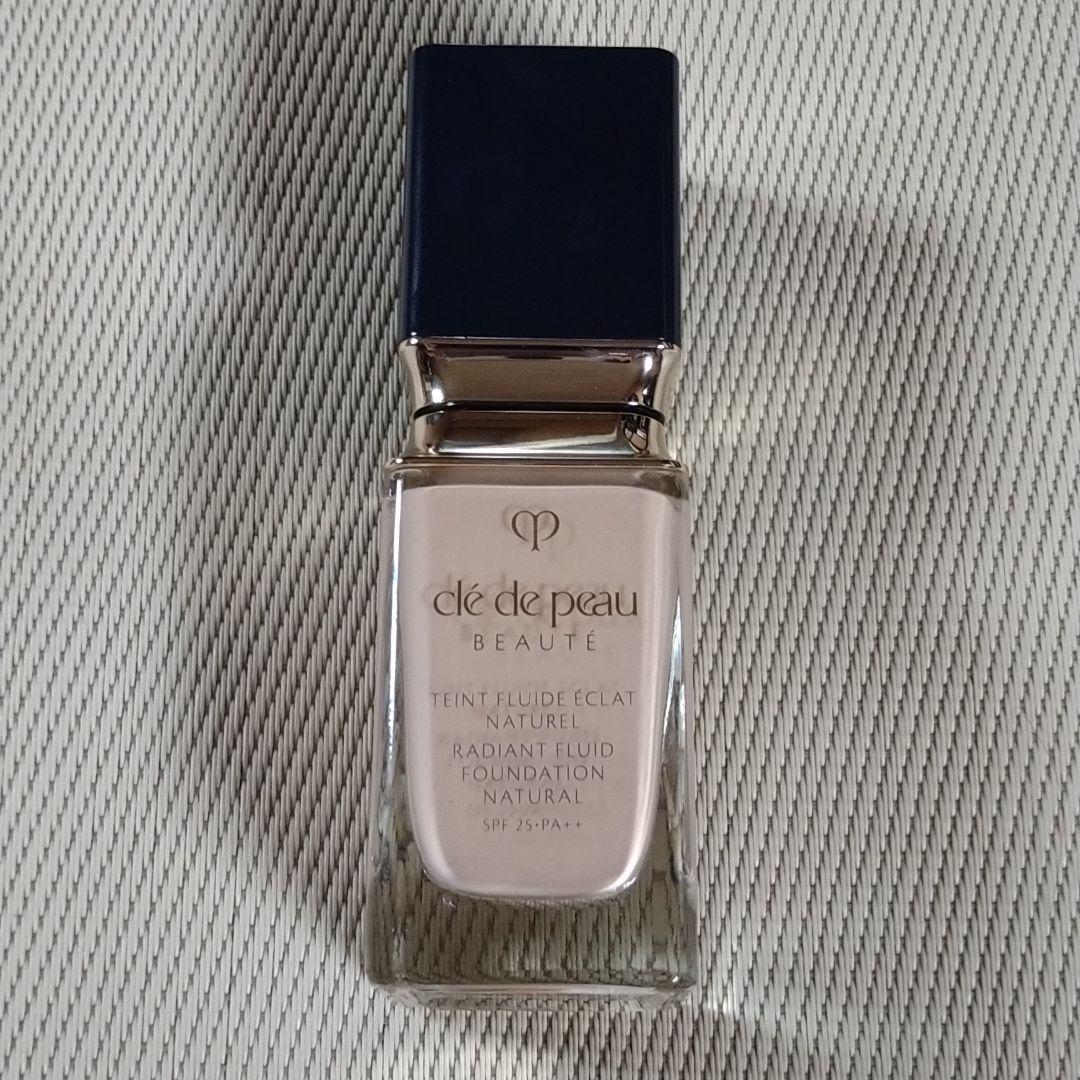 clé de peau
BEAUTÉ
TEINT FLUIDE ÉCLAT
NATUREL
RADIANT FLUID
FOUNDATION
NATURAL
SPF 25•PA++